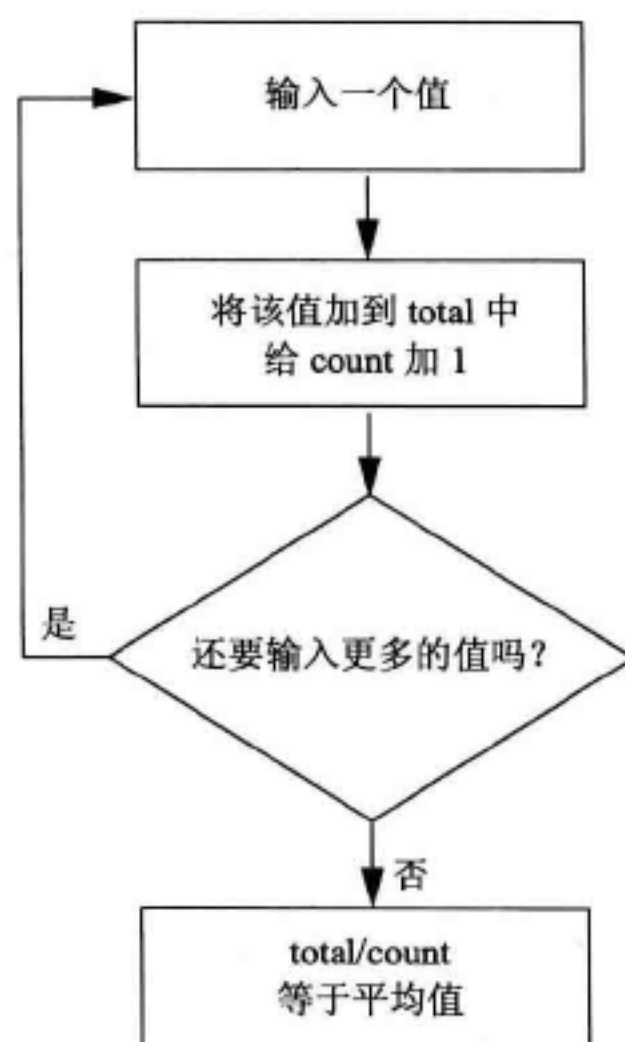 输入一个值
将该值加到 total 中
给 count 加 1
还要输入更多的值吗？
是
否
total/count
等于平均值